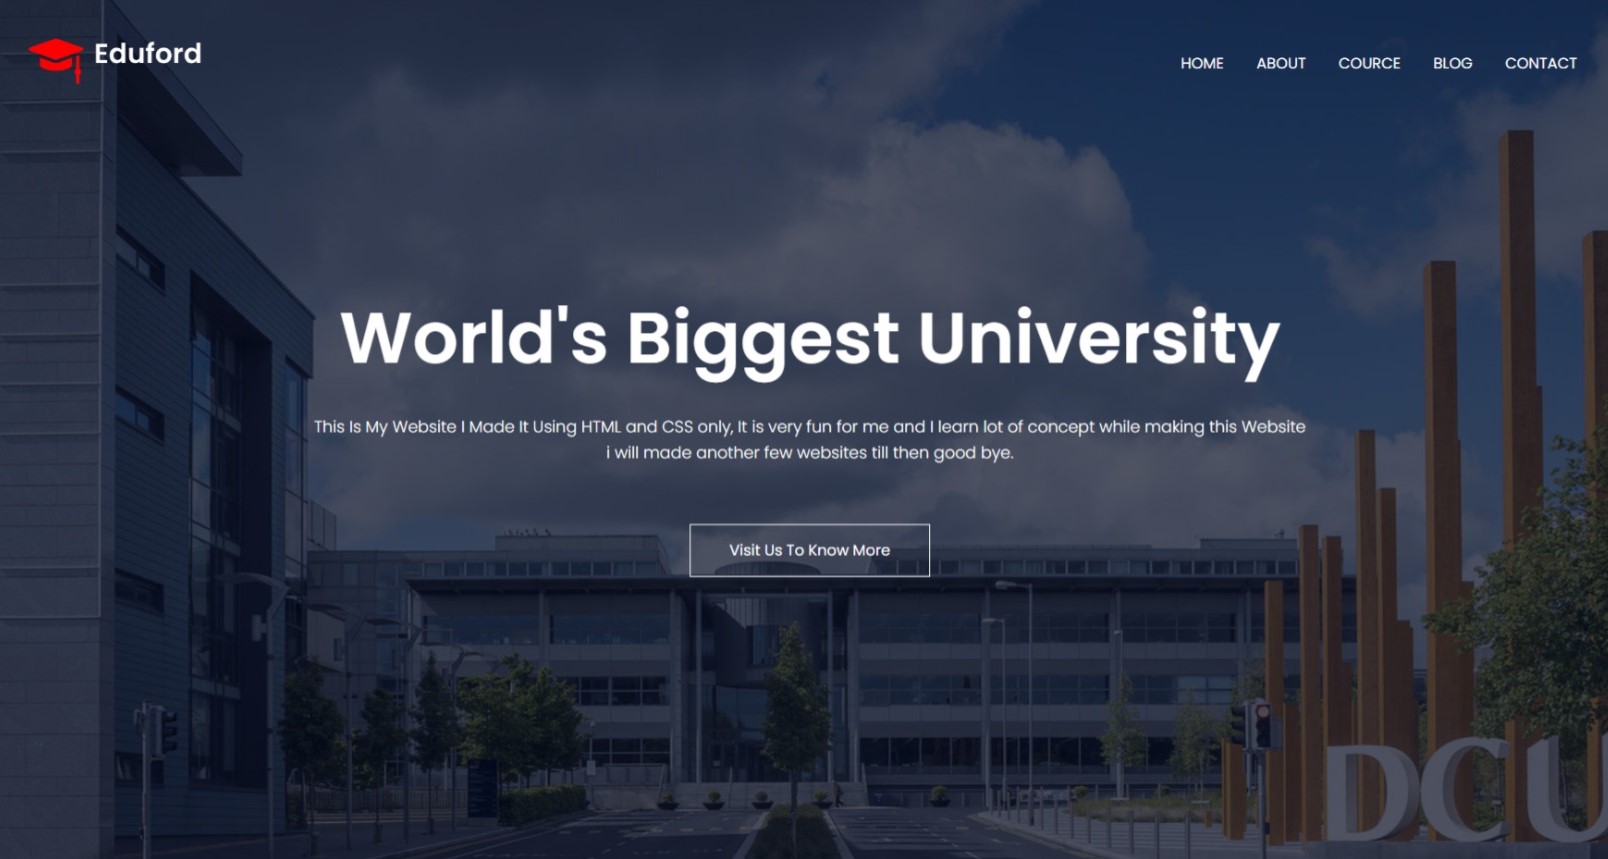 Eduford
HOME ABOUT COURCE BLOG CONTACT
World's Biggest University
This Is My Website I Made It Using HTML and CSS only, It is very fun for me and I learn lot of concept while making this Website
i will made another few websites till then good bye.
Visit Us To Know More
DCU